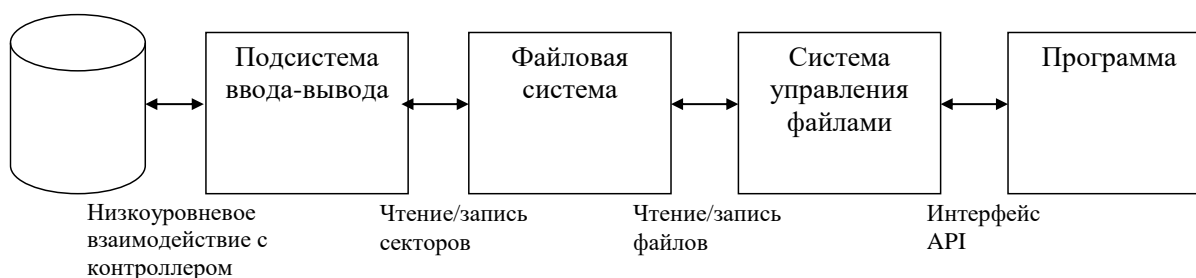 Подсистема
ввода-вывода
Файловая
система
Система
управления
файлами
Программа
Низкоуровневое
взаимодействие с
контроллером
Чтение/запись
секторов
Чтение/запись
файлов
Интерфейс
API